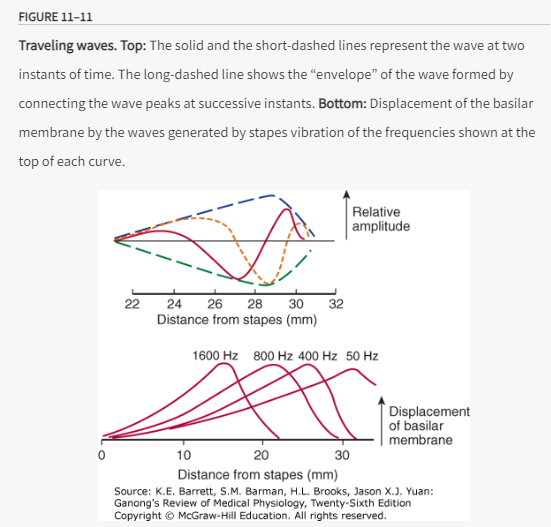 FIGURE 11–11
Traveling waves. Top: The solid and the short-dashed lines represent the wave at two
instants of time. The long-dashed line shows the “envelope” of the wave formed by
connecting the wave peaks at successive instants. Bottom: Displacement of the basilar
membrane by the waves generated by stapes vibration of the frequencies shown at the
top of each curve.
Relative
amplitude
22 24 26 28 30 32
Distance from stapes (mm)
1600 Hz 800 Hz 400 Hz 50 Hz
Displacement
of basilar
membrane
0 10 20 30
Distance from stapes (mm)
Source: K.E. Barrett, S.M. Barman, H.L. Brooks, Jason X.J. Yuan:
Ganong's Review of Medical Physiology, Twenty-Sixth Edition
Copyright © McGraw-Hill Education. All rights reserved.